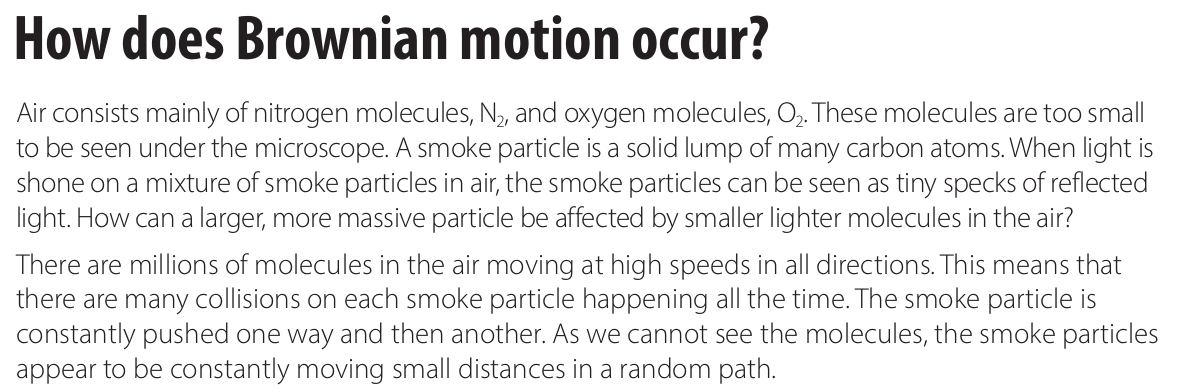 How does Brownian motion occur?
Air consists mainly of nitrogen molecules, N₂, and oxygen molecules, O₂. These molecules are too small
to be seen under the microscope. A smoke particle is a solid lump of many carbon atoms. When light is
shone on a mixture of smoke particles in air, the smoke particles can be seen as tiny specks of reflected
light. How can a larger, more massive particle be affected by smaller lighter molecules in the air?
There are millions of molecules in the air moving at high speeds in all directions. This means that
there are many collisions on each smoke particle happening all the time. The smoke particle is
constantly pushed one way and then another. As we cannot see the molecules, the smoke particles
appear to be constantly moving small distances in a random path.